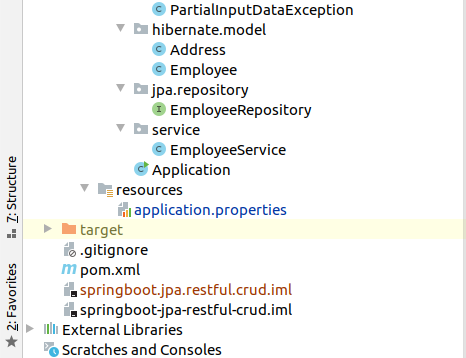 PartialInputDataException
hibernate.model
Address
Employee
jpa.repository
EmployeeRepository
service
EmployeeService
Application
resources
application.properties
target
.gitignore
pom.xml
springboot.jpa.restful.crud.iml
springboot-jpa-restful-crud.iml
External Libraries
Scratches and Consoles
7: Structure
2: Favorites